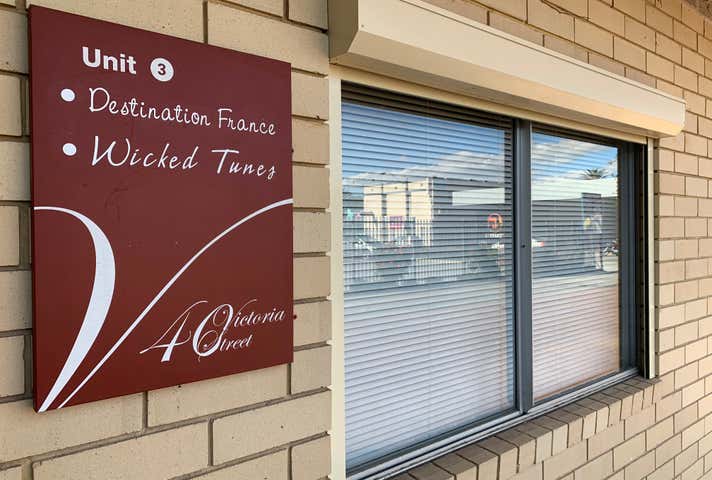 Unit 3
• Destination France
• Wicked Tunes
40 Victoria
Street